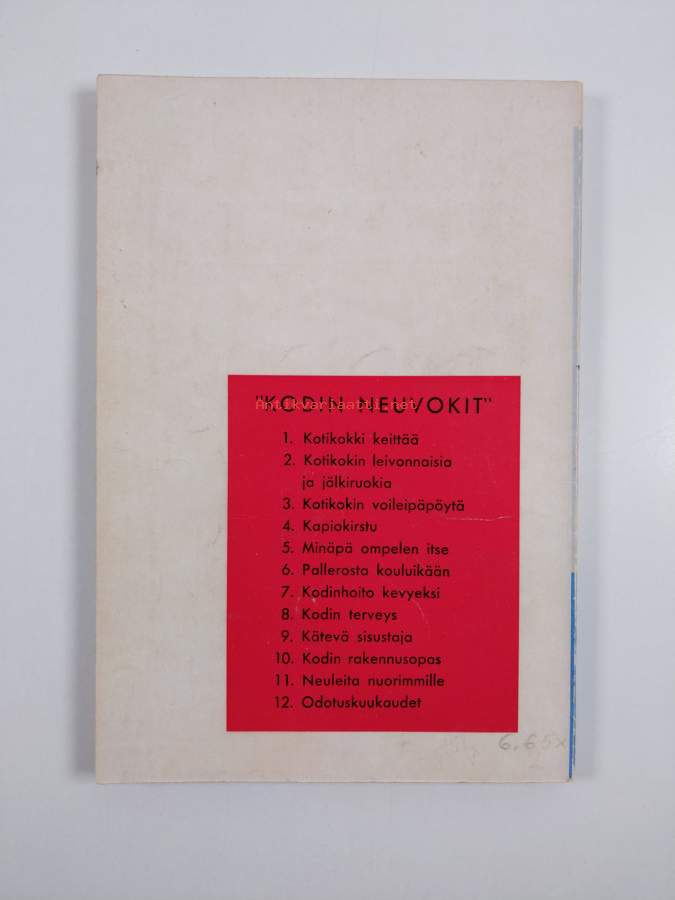 "KODIN NEUVOKIT"
Antikvariaatti.net
1. Kotikokki keittää
2. Kotikokin leivonnaisia
ja jälkiruokia
3. Kotikokin voileipäpöytä
4. Kapiokirstu
5. Minäpä ompelen itse
6. Pallerosta kouluikään
7. Kodinhoito kevyeksi
8. Kodin terveys
9. Kätevä sisustaja
10. Kodin rakennusopas
11. Neuleita nuorimmille
12. Odotuskuukaudet
6.65